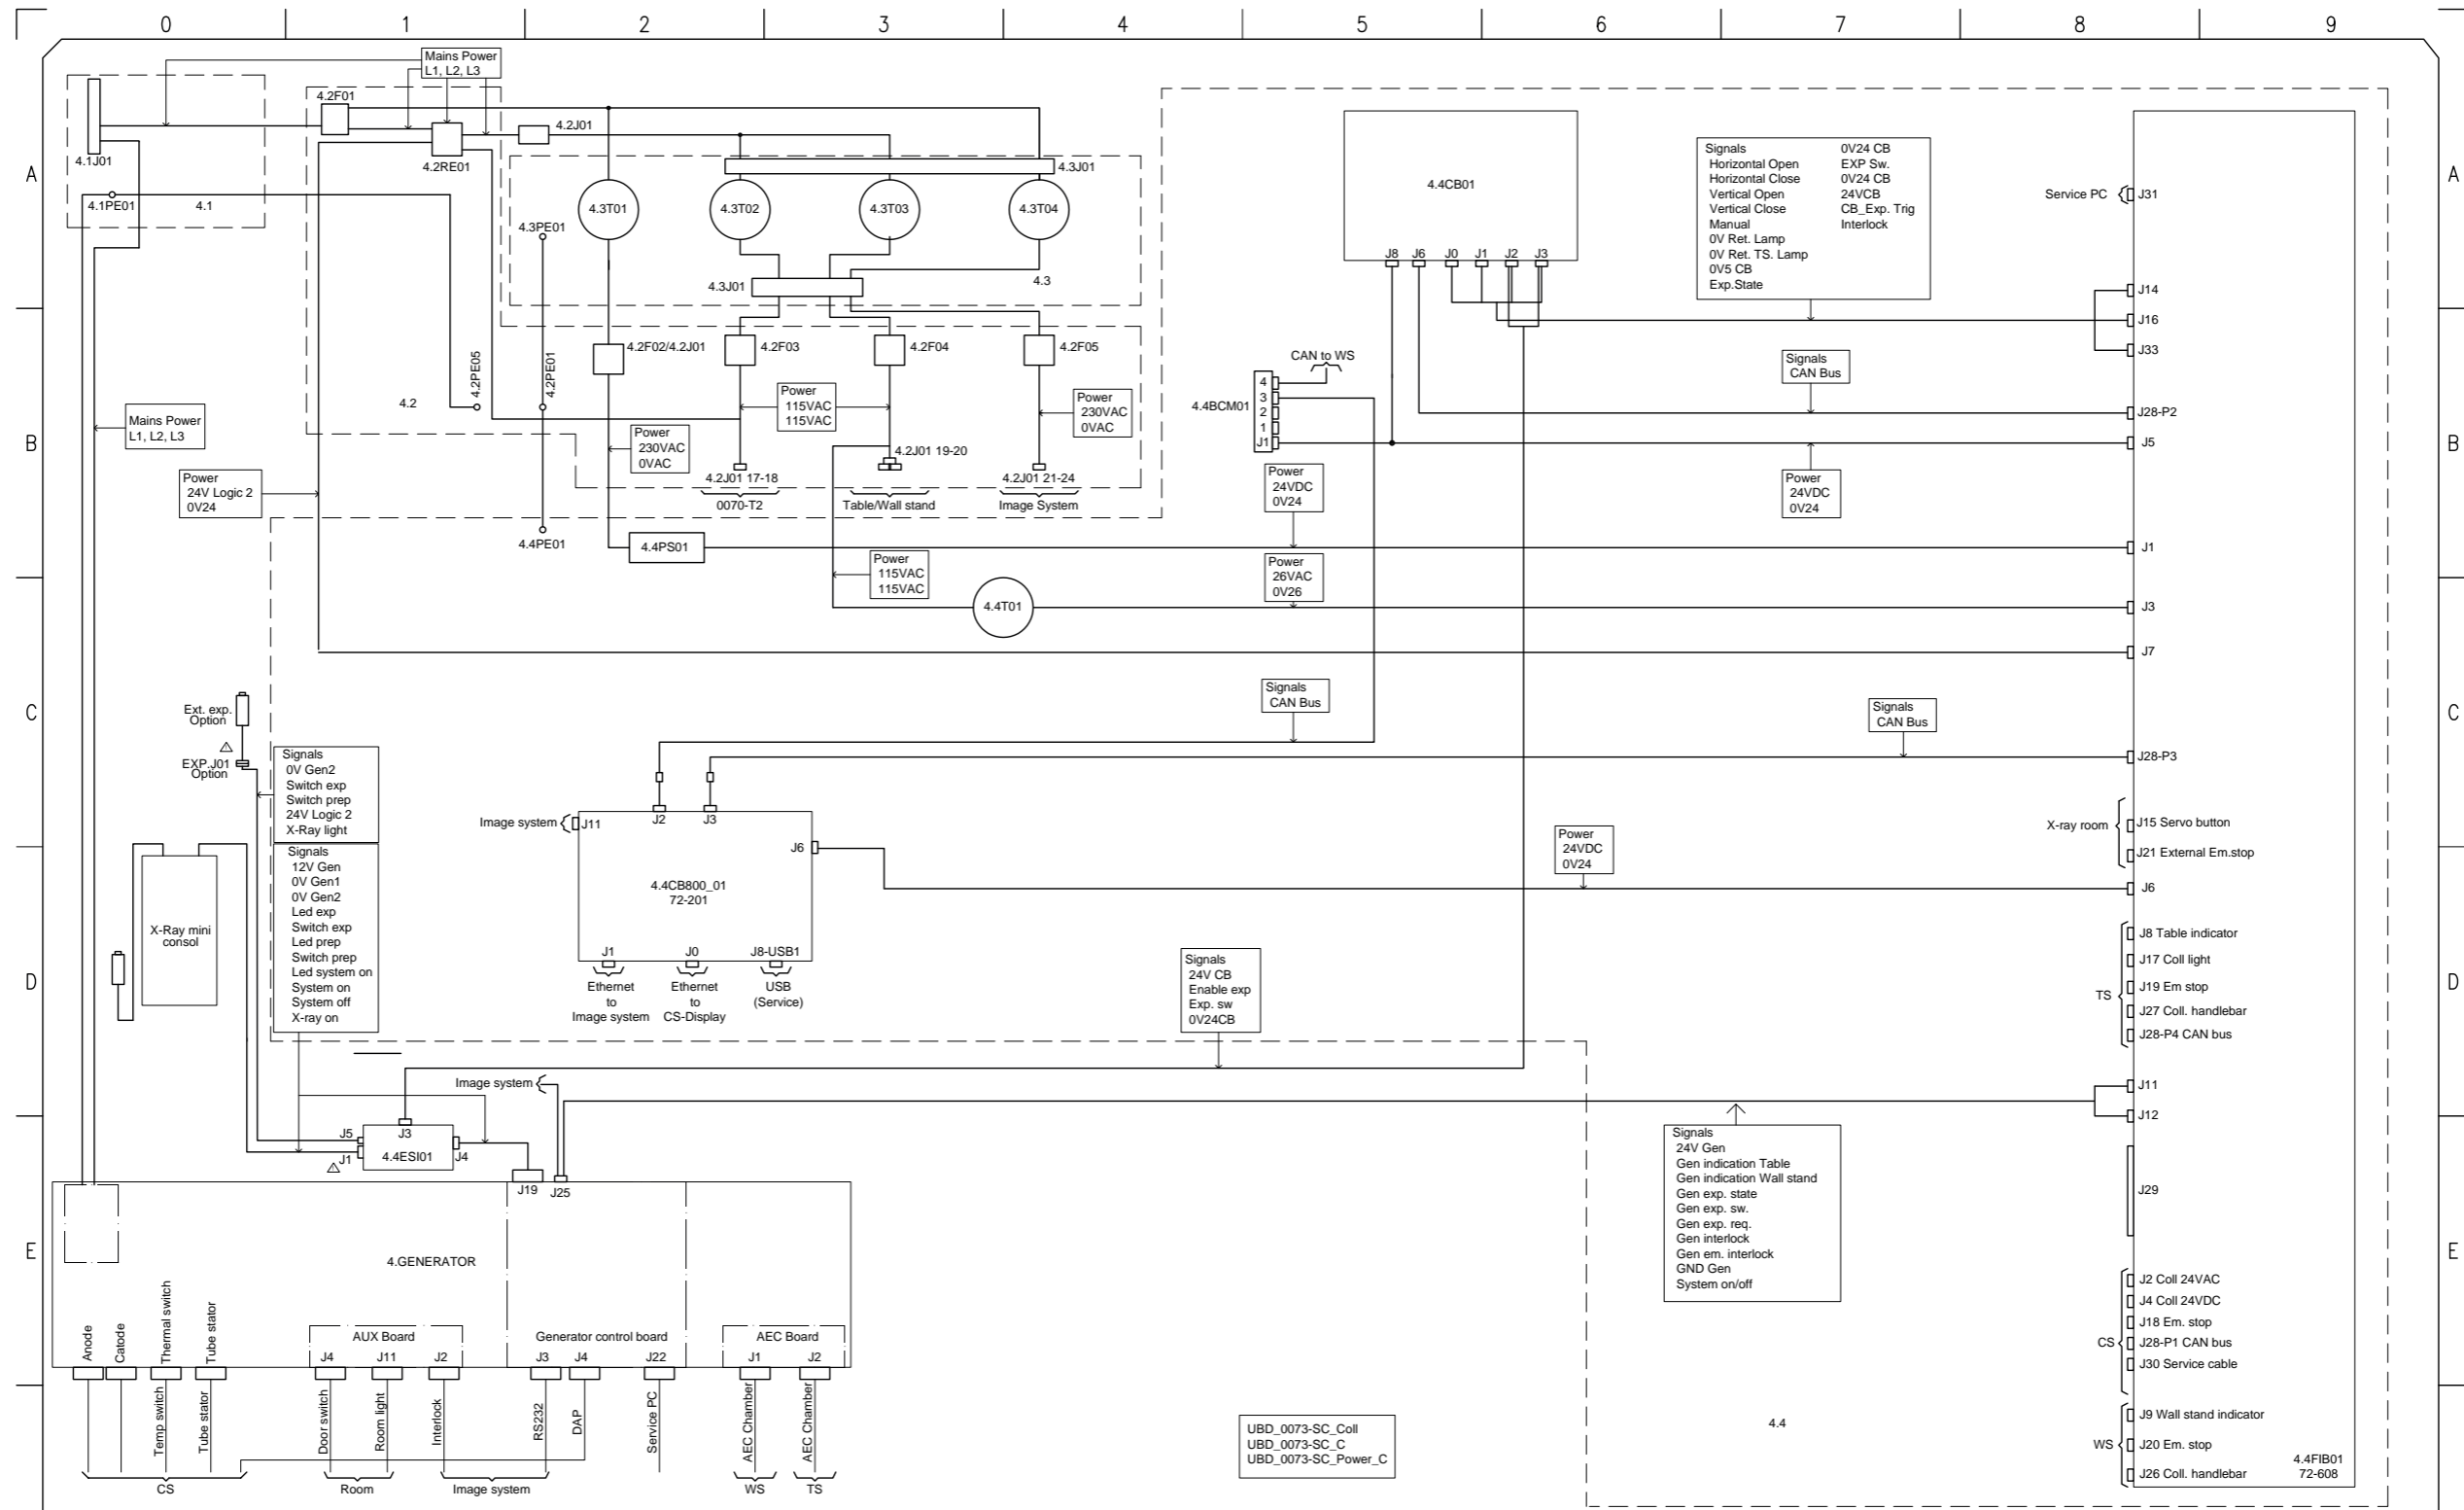 0
1
2
3
4
5
6
7
8
9
A
B
C
D
E
A
B
C
D
E
Mains Power
L1, L2, L3
4.2F01
4.1J01
4.2RE01
4.2J01
4.1PE01
4.1
4.3J01
4.3PE01
4.3T01
4.3T02
4.3T03
4.3T04
4.3J01
4.3
4.2F02/4.2J01
4.2F03
4.2F04
4.2F05
4.2PE05
4.2PE01
4.2
Mains Power
L1, L2, L3
Power
24V Logic 2
0V24
Power
230VAC
0VAC
Power
115VAC
115VAC
Power
230VAC
0VAC
4.2J01 17-18
0070-T2
4.2J01 19-20
Table/Wall stand
4.2J01 21-24
Image System
4.4PE01
4.4PS01
Power
115VAC
115VAC
4.4T01
4.4CB01
J8
J6
J0
J1
J2
J3
Signals
Horizontal Open
Horizontal Close
Vertical Open
Vertical Close
Manual
0V Ret. Lamp
0V Ret. TS. Lamp
0V5 CB
Exp.State
0V24 CB
EXP Sw.
0V24 CB
24VCB
CB_Exp. Trig
Interlock
Service PC
J31
J14
J16
J33
CAN to WS
4.4BCM01
4
3
2
1
J1
Signals
CAN Bus
J28-P2
J5
Power
24VDC
0V24
Power
24VDC
0V24
J1
Power
26VAC
0V26
J3
J7
Signals
CAN Bus
Signals
CAN Bus
J28-P3
Ext. exp.
Option
EXP.J01
Option
Signals
0V Gen2
Switch exp
Switch prep
24V Logic 2
X-Ray light
Signals
12V Gen
0V Gen1
0V Gen2
Led exp
Switch exp
Led prep
Switch prep
Led system on
System on
System off
X-ray on
X-Ray mini
consol
Image system
J11
J2
J3
J6
4.4CB800_01
72-201
J1
J0
J8-USB1
Ethernet
to
Image system
Ethernet
to
CS-Display
USB
(Service)
Power
24VDC
0V24
X-ray room
J15 Servo button
J21 External Em.stop
J6
Signals
24V CB
Enable exp
Exp. sw
0V24CB
TS
J8 Table indicator
J17 Coll light
J19 Em stop
J27 Coll. handlebar
J28-P4 CAN bus
Image system
J11
J12
J5
J3
J1
4.4ESI01
J4
J19
J25
Signals
24V Gen
Gen indication Table
Gen indication Wall stand
Gen exp. state
Gen exp. sw.
Gen exp. req.
Gen interlock
Gen em. interlock
GND Gen
System on/off
J29
4.GENERATOR
Anode
Catode
Thermal switch
Tube stator
AUX Board
J4
J11
J2
Generator control board
J3
J4
J22
AEC Board
J1
J2
CS
J2 Coll 24VAC
J4 Coll 24VDC
J18 Em. stop
J28-P1 CAN bus
J30 Service cable
Temp switch
Tube stator
Door switch
Room light
Interlock
RS232
DAP
Service PC
AEC Chamber
AEC Chamber
CS
Room
Image system
WS
TS
UBD_0073-SC_Coll
UBD_0073-SC_C
UBD_0073-SC_Power_C
4.4
WS
J9 Wall stand indicator
J20 Em. stop
J26 Coll. handlebar
4.4FIB01
72-608